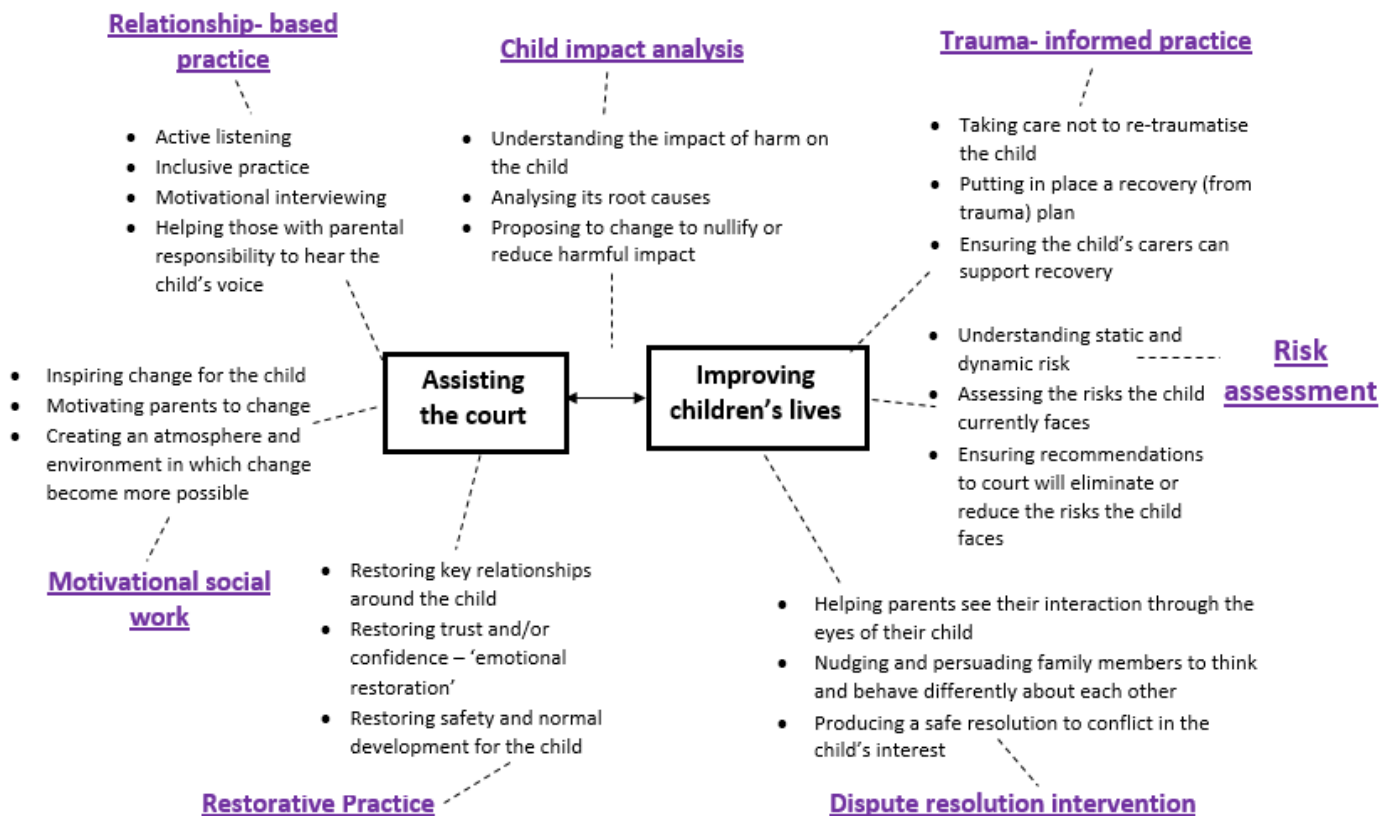 Relationship- based
practice
• Active listening
• Inclusive practice
• Motivational interviewing
• Helping those with parental
responsibility to hear the
child's voice
Child impact analysis
• Understanding the impact of harm on
the child
• Analysing its root causes
• Proposing to change to nullify or
reduce harmful impact
Trauma- informed practice
• Taking care not to re-traumatise
the child
• Putting in place a recovery (from
trauma) plan
• Ensuring the child's carers can
support recovery
• Inspiring change for the child
• Motivating parents to change
• Creating an atmosphere and
environment in which change
become more possible
Motivational social
work
Assisting
the court
Improving
children's lives
• Understanding static and
dynamic risk
• Assessing the risks the child
currently faces
• Ensuring recommendations
to court will eliminate or
reduce the risks the child
faces
Risk
assessment
• Restoring key relationships
around the child
• Restoring trust and/or
confidence – 'emotional
restoration'
• Restoring safety and normal
development for the child
Restorative Practice
• Helping parents see their interaction through the
eyes of their child
• Nudging and persuading family members to think
and behave differently about each other
• Producing a safe resolution to conflict in the
child's interest
Dispute resolution intervention